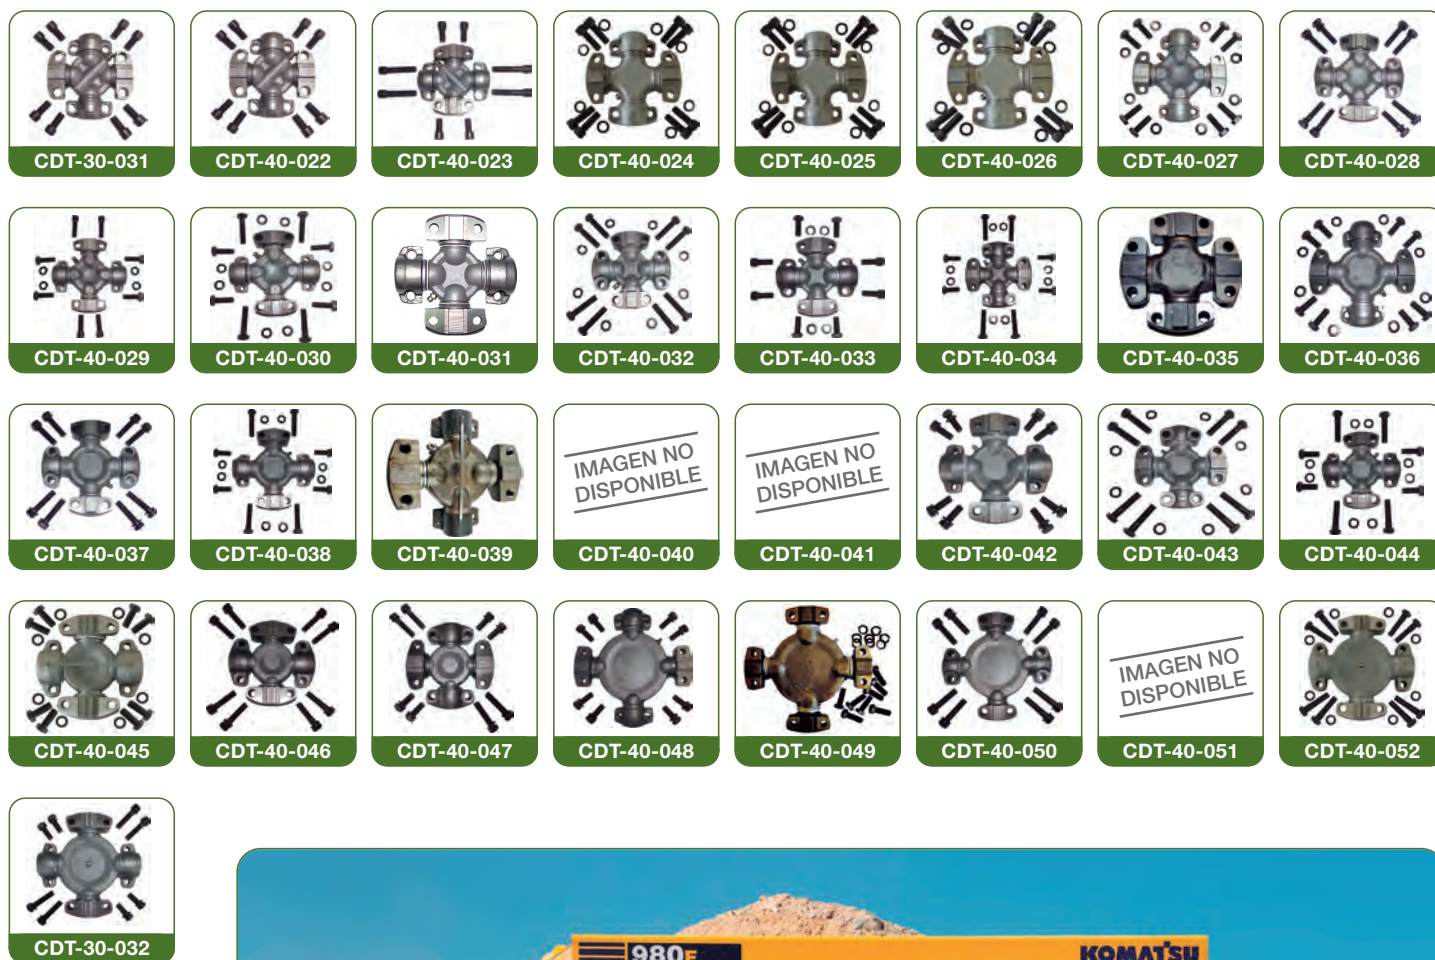 CDT-30-031
CDT-40-022
CDT-40-023
CDT-40-024
CDT-40-025
CDT-40-026
CDT-40-027
CDT-40-028
CDT-40-029
CDT-40-030
CDT-40-031
CDT-40-032
CDT-40-033
CDT-40-034
CDT-40-035
CDT-40-036
CDT-40-037
CDT-40-038
CDT-40-039
IMAGEN NO
DISPONIBLE
CDT-40-040
IMAGEN NO
DISPONIBLE
CDT-40-041
CDT-40-042
CDT-40-043
CDT-40-044
CDT-40-045
CDT-40-046
CDT-40-047
CDT-40-048
CDT-40-049
CDT-40-050
IMAGEN NO
DISPONIBLE
CDT-40-051
CDT-40-052
CDT-30-032
980E
KOMATSU